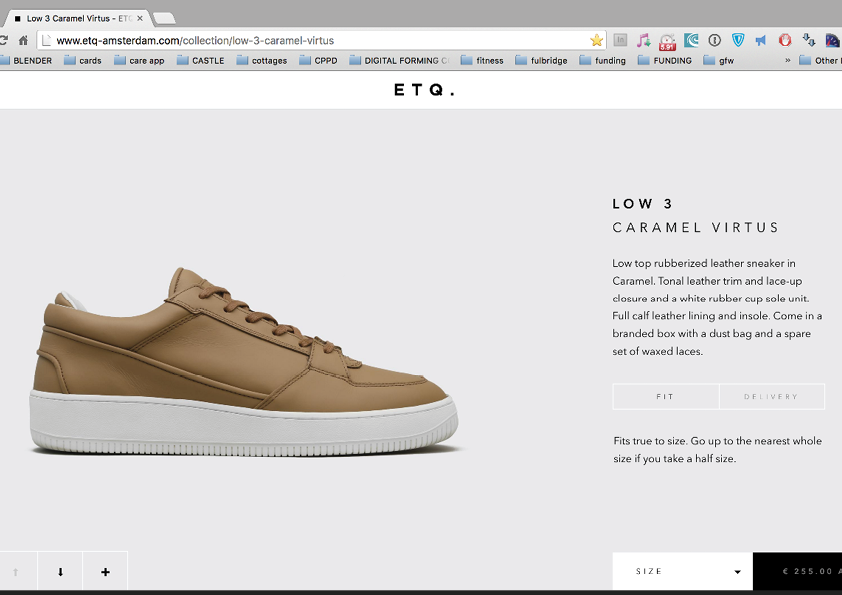 Low 3 Caramel Virtus - ETQ
www.etq-amsterdam.com/collection/low-3-caramel-virtus
3.91
BLENDER cards care app CASTLE cottages CPPD DIGITAL FORMING fitness fulbridge funding FUNDING gfw » Other
ETQ.
LOW 3
CARAMEL VIRTUS
Low top rubberized leather sneaker in
Caramel. Tonal leather trim and lace-up
closure and a white rubber cup sole unit.
Full calf leather lining and insole. Come in a
branded box with a dust bag and a spare
set of waxed laces.
FIT DELIVERY
Fits true to size. Go up to the nearest whole
size if you take a half size.
SIZE € 255.00 A